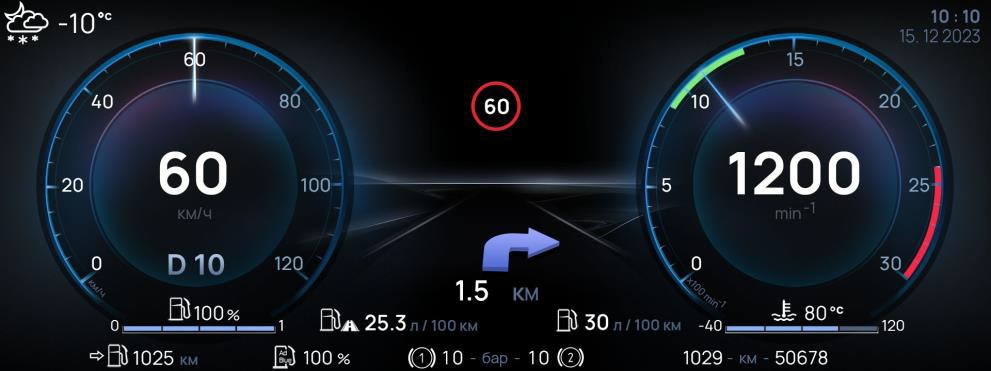 -10°C
10 : 10
15. 12 2023
60
15
40
80
60
10
20
60
км/ч
1200
min-1
20
100
5
25
0
D 10
120
0
30
км/ч
x100 min-1
1.5 КМ
100 %
0 1
25.3 л / 100 км
30 л / 100 км
80 °C
-40 120
1025 км
Ad Blue 100 %
1 10 - бар - 10 2
1029 - км - 50678